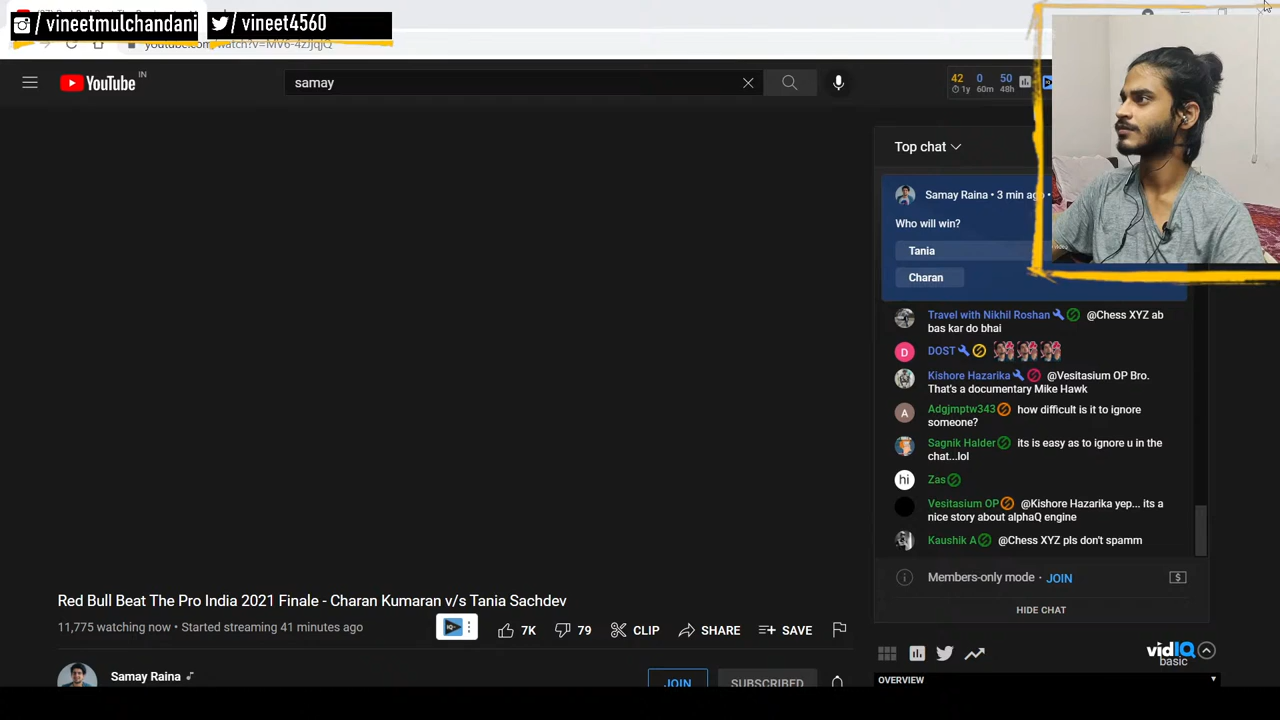 / vineetmulchandani
/ vineet4560
youtube.com/watch?v=MV6-4zJjqjQ
YouTube IN
samay
42 0 50
1y 60m 48h
Top chat
Samay Raina • 3 min ago •
Who will win?
Tania
Charan
Travel with Nikhil Roshan @Chess XYZ ab
bas kar do bhai
D DOST
Kishore Hazarika @Vesitasium OP Bro.
That's a documentary Mike Hawk
A Adgjmptw343 how difficult is it to ignore
someone?
Sagnik Halder its is easy as to ignore u in the
chat...lol
hi Zas
Vesitasium OP @Kishore Hazarika yep... its a
nice story about alphaQ engine
Kaushik A @Chess XYZ pls don't spamm
Members-only mode • JOIN
HIDE CHAT
Red Bull Beat The Pro India 2021 Finale - Charan Kumaran v/s Tania Sachdev
11,775 watching now • Started streaming 41 minutes ago
7K 79 CLIP SHARE SAVE
vidIQ
basic
Samay Raina
JOIN SUBSCRIBED
OVERVIEW